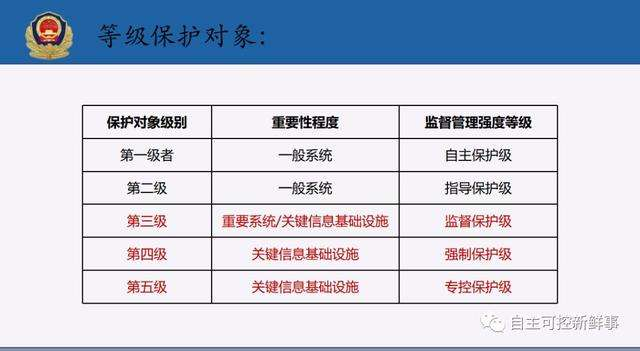 等级保护对象:
保护对象级别 重要性程度 监督管理强度等级
第一级者 一般系统 自主保护级
第二级 一般系统 指导保护级
第三级 重要系统/关键信息基础设施 监督保护级
第四级 关键信息基础设施 强制保护级
第五级 关键信息基础设施 专控保护级
自主可控新鲜事